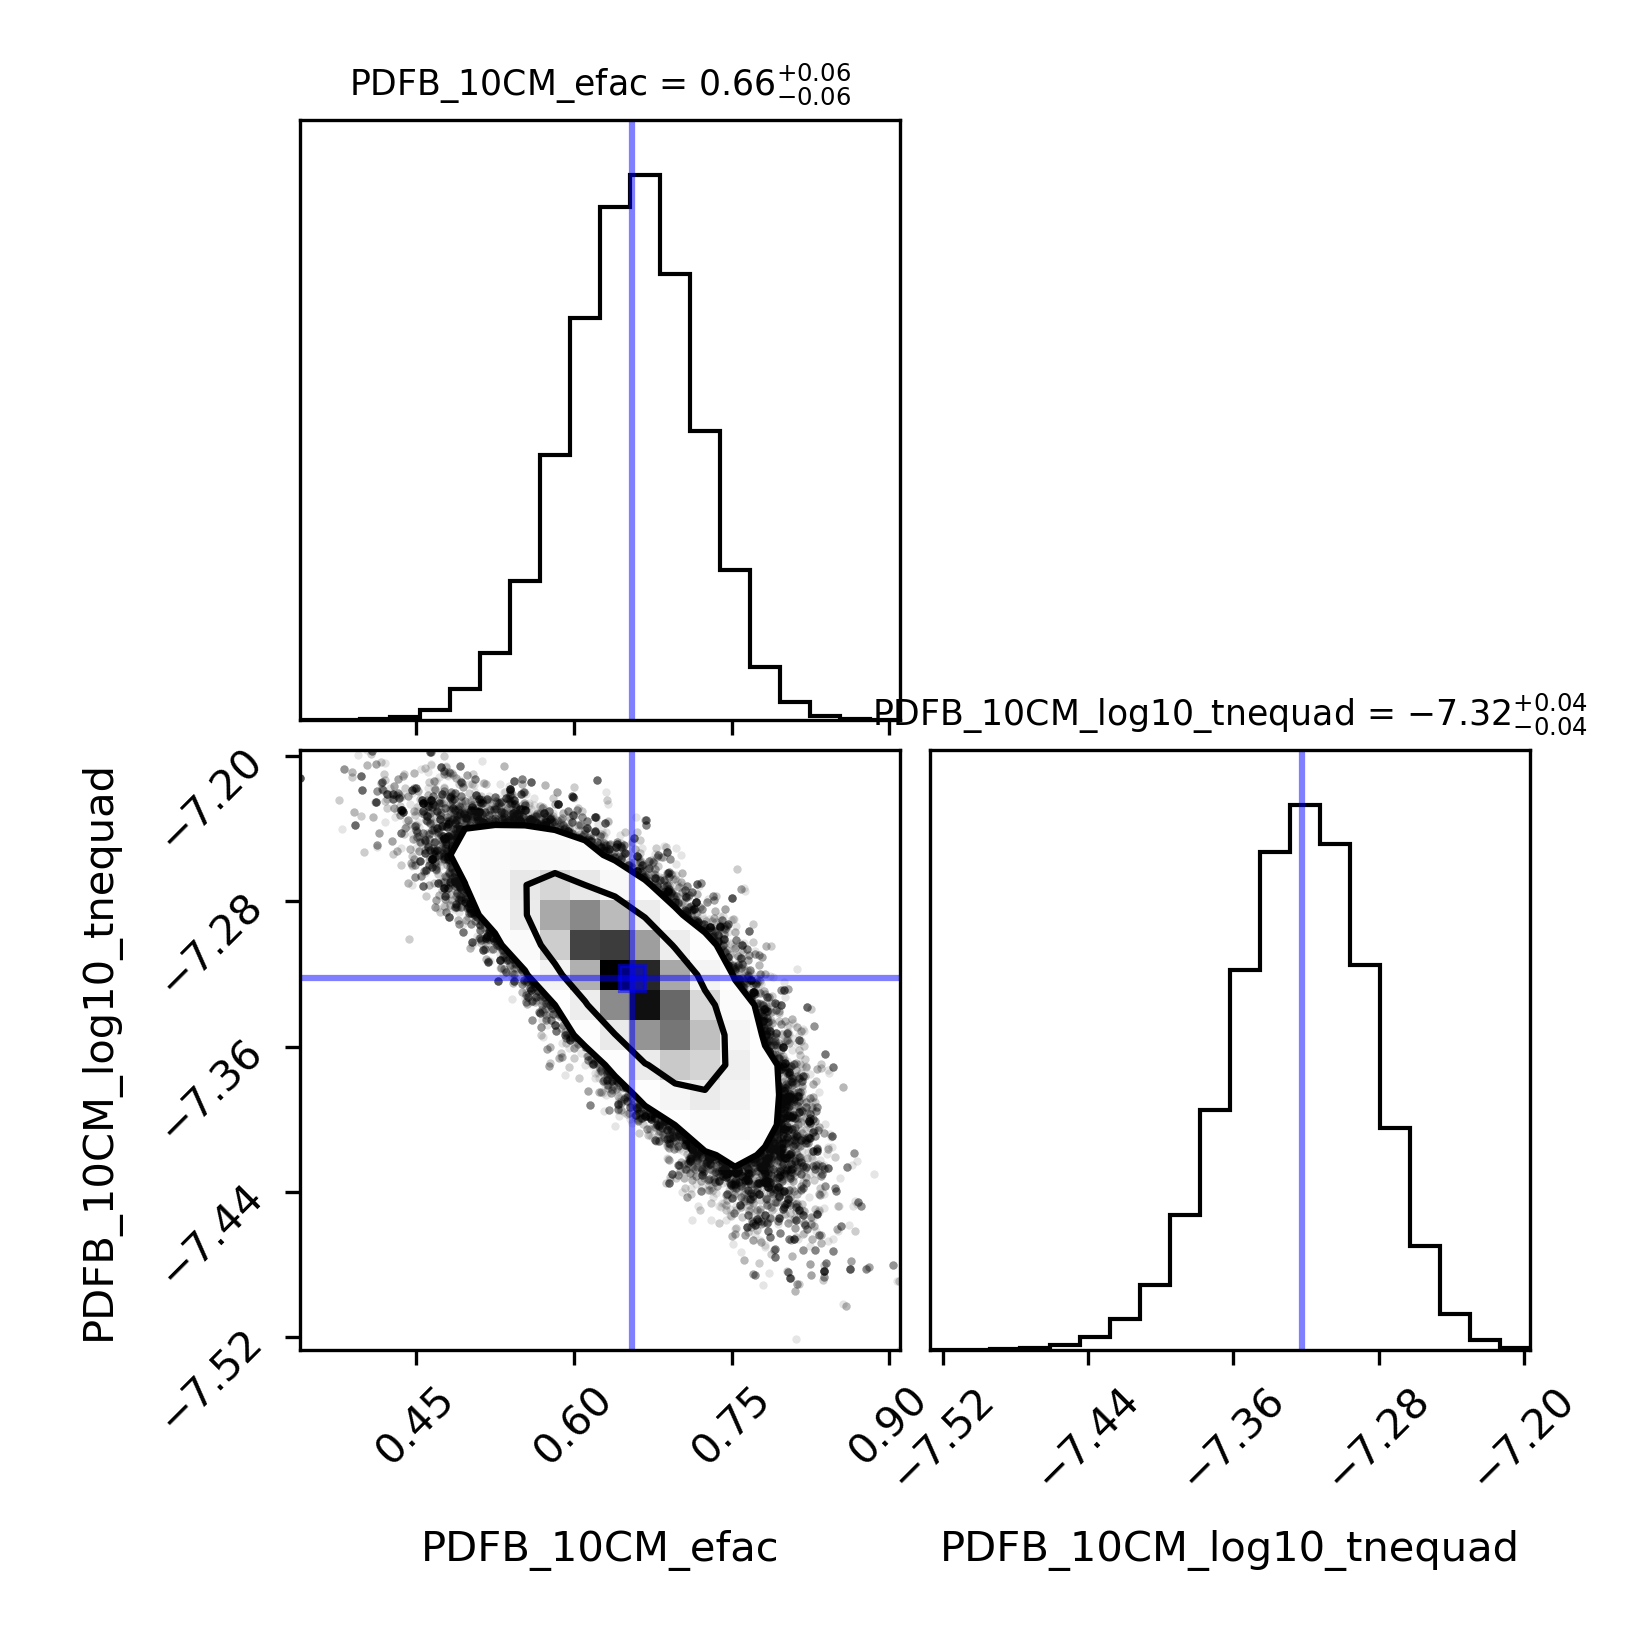 PDFB_10CM_efac = 0.66+0.06−0.06
PDFB_10CM_log10_tnequad = −7.32+0.04−0.04
PDFB_10CM_log10_tnequad
−7.20
−7.28
−7.36
−7.44
−7.52
0.45 0.60 0.75 0.90
−7.52 −7.44 −7.36 −7.28 −7.20
PDFB_10CM_efac
PDFB_10CM_log10_tnequad